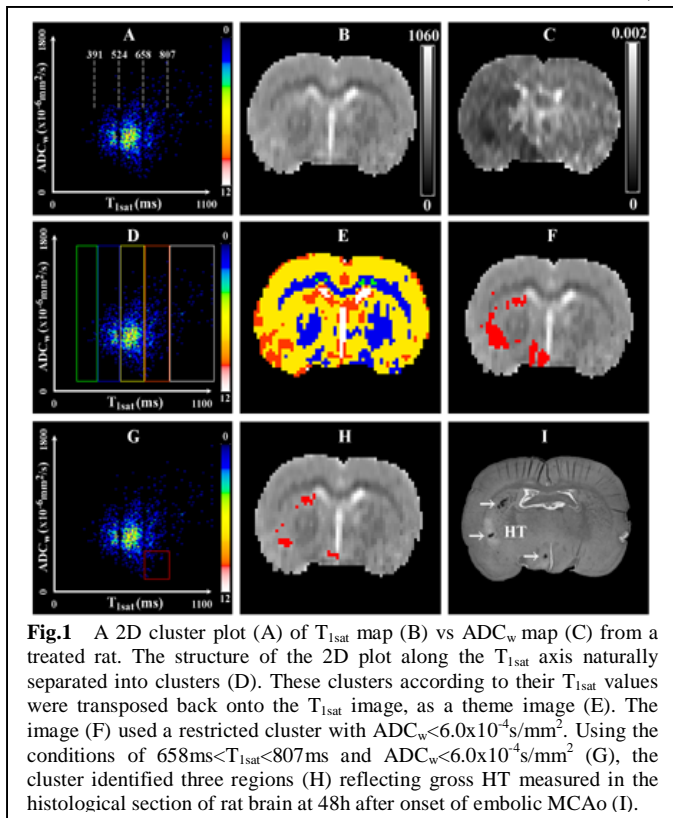 A
B
C
1800
ADCw (x10-6mm2/s)
0
391 524 658 807
0
12
0
T1sat (ms)
1100
1060
0
0.002
0
D
E
F
1800
ADCw (x10-6mm2/s)
0
0
12
0
T1sat (ms)
1100
G
H
I
1800
ADCw (x10-6mm2/s)
0
0
12
0
T1sat (ms)
1100
HT
Fig.1 A 2D cluster plot (A) of T1sat map (B) vs ADCw map (C) from a
treated rat. The structure of the 2D plot along the T1sat axis naturally
separated into clusters (D). These clusters according to their T1sat values
were transposed back onto the T1sat image, as a theme image (E). The
image (F) used a restricted cluster with ADCw<6.0x10-4s/mm2. Using the
conditions of 658ms<T1sat<807ms and ADCw<6.0x10-4s/mm2 (G), the
cluster identified three regions (H) reflecting gross HT measured in the
histological section of rat brain at 48h after onset of embolic MCAo (I).